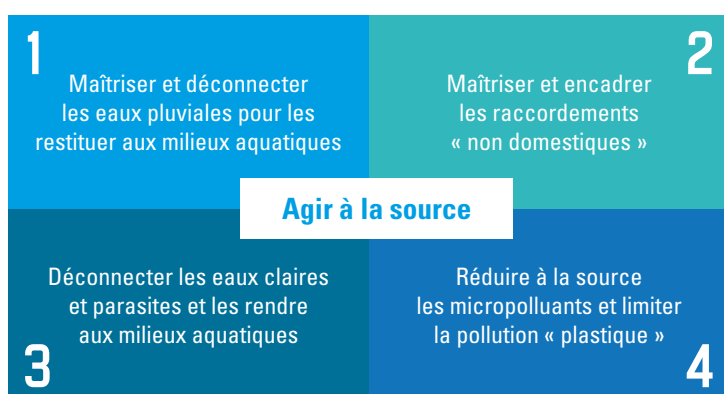 1
Maîtriser et déconnecter
les eaux pluviales pour les
restituer aux milieux aquatiques
2
Maîtriser et encadrer
les raccordements
« non domestiques »
Agir à la source
Déconnecter les eaux claires
et parasites et les rendre
aux milieux aquatiques
3
Réduire à la source
les micropolluants et limiter
la pollution « plastique »
4